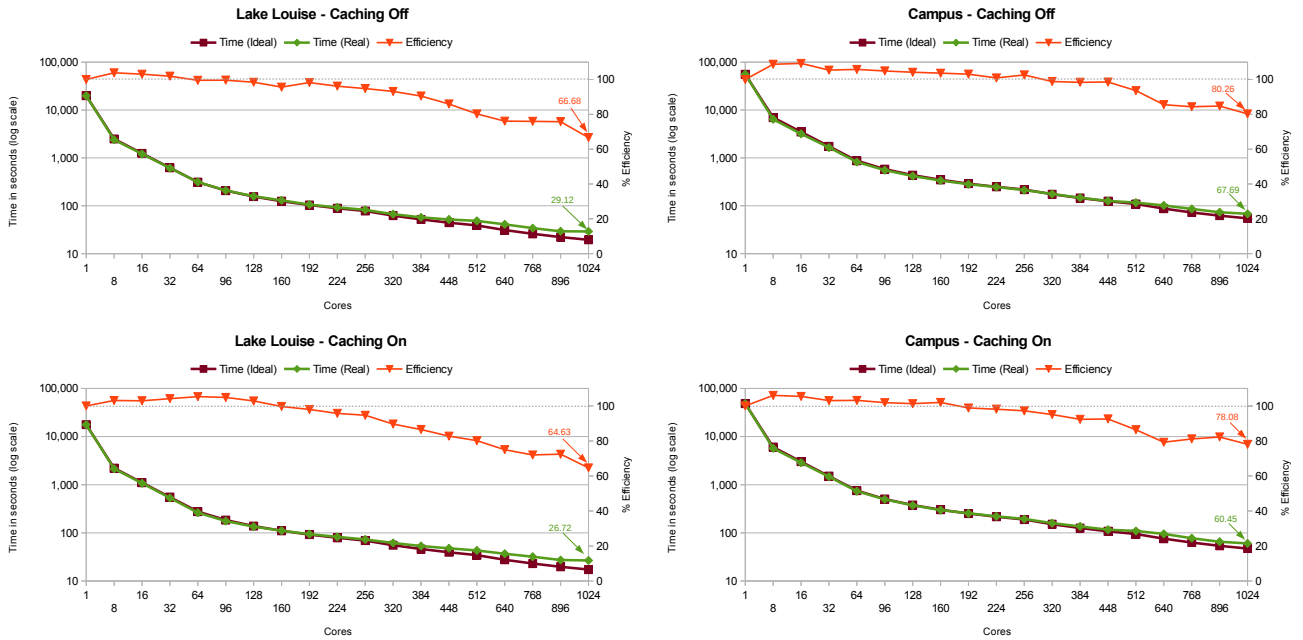 Lake Louise - Caching Off
Time (Ideal) Time (Real) Efficiency
Time in seconds (log scale)
100,000
10,000
1,000
100
10
% Efficiency
100
80
60
40
20
0
66.68
29.12
1 16 64 128 192 256 384 512 768 1024
8 32 96 160 224 320 448 640 896
Cores
Campus - Caching Off
Time (Ideal) Time (Real) Efficiency
Time in seconds (log scale)
100,000
10,000
1,000
100
10
% Efficiency
100
80
60
40
20
0
80.26
67.69
1 16 64 128 192 256 384 512 768 1024
8 32 96 160 224 320 448 640 896
Cores
Lake Louise - Caching On
Time (Ideal) Time (Real) Efficiency
Time in seconds (log scale)
100,000
10,000
1,000
100
10
% Efficiency
100
80
60
40
20
0
64.63
26.72
1 16 64 128 192 256 384 512 768 1024
8 32 96 160 224 320 448 640 896
Cores
Campus - Caching On
Time (Ideal) Time (Real) Efficiency
Time in seconds (log scale)
100,000
10,000
1,000
100
10
% Efficiency
100
80
60
40
20
0
78.08
60.45
1 16 64 128 192 256 384 512 768 1024
8 32 96 160 224 320 448 640 896
Cores